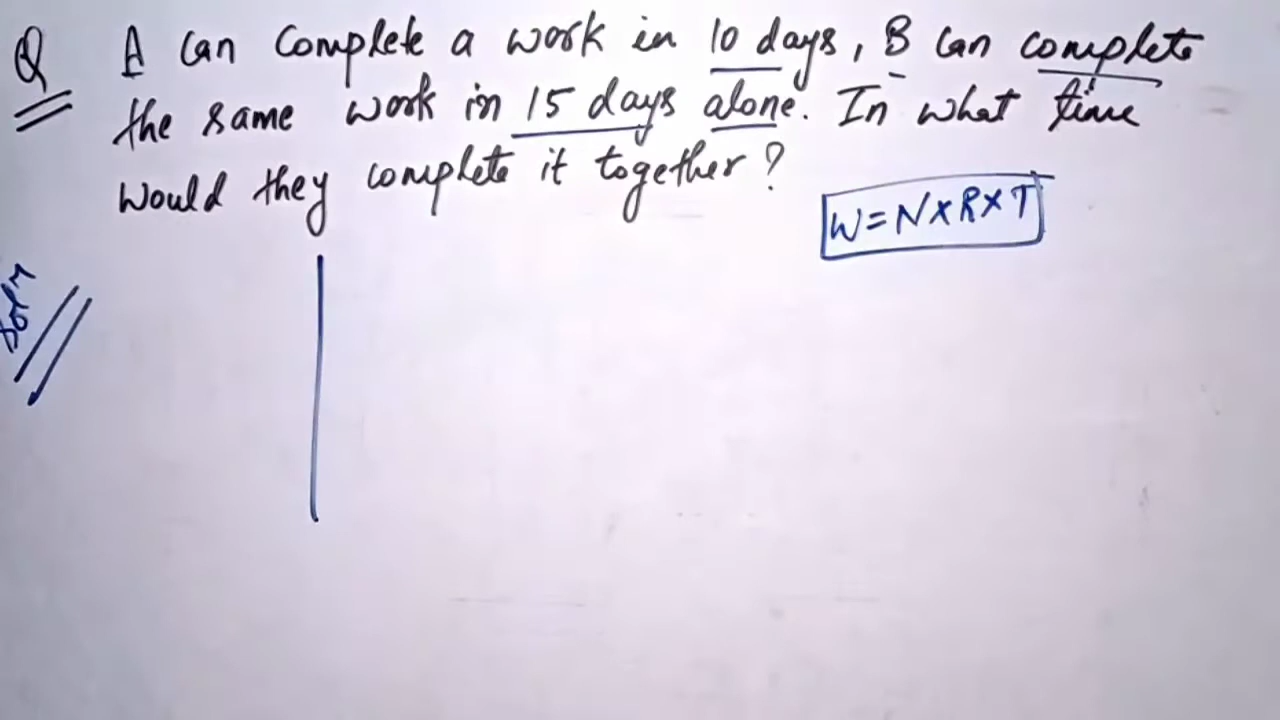 Q A can complete a work in 10 days, B can complete
the same work in 15 days alone. In what time
would they complete it together?
W=N×R×T
Soln